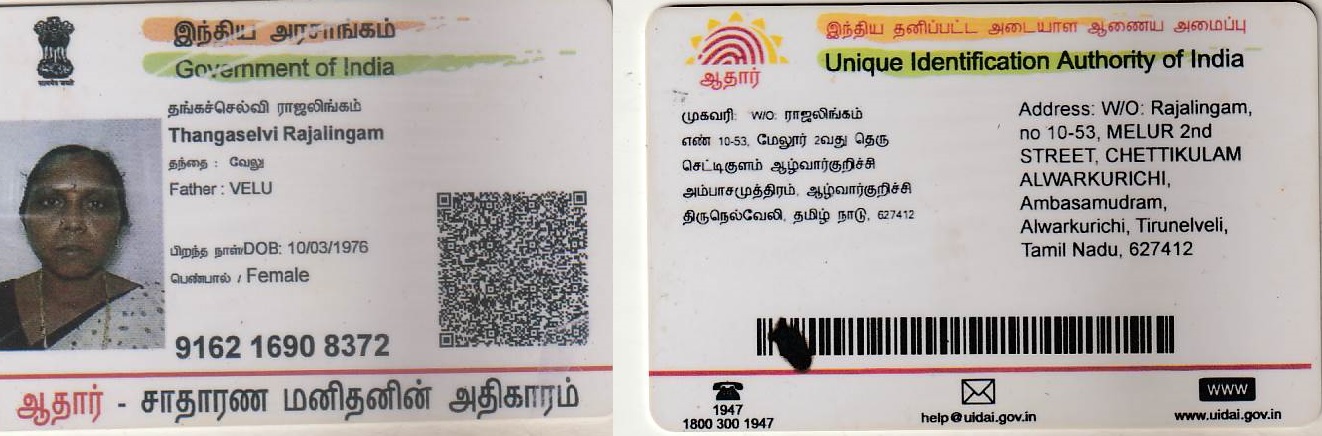 இந்திய அரசாங்கம்
Government of India
தங்கச்செல்வி ராஜலிங்கம்
Thangaselvi Rajalingam
தந்தை : வேலு
Father : VELU
பிறந்த நாள்/DOB: 10/03/1976
பெண்பால் / Female
9162 1690 8372
ஆதார் - சாதாரண மனிதனின் அதிகாரம்
இந்திய தனிப்பட்ட அடையாள ஆணைய அமைப்பு
Unique Identification Authority of India
ஆதார்
முகவரி: W/O: ராஜலிங்கம்
எண் 10-53, மேலூர் 2வது தெரு
செட்டிகுளம் ஆழ்வார்குறிச்சி
அம்பாசமுத்திரம், ஆழ்வார்குறிச்சி
திருநெல்வேலி, தமிழ் நாடு, 627412
Address: W/O: Rajalingam,
no 10-53, MELUR 2nd
STREET, CHETTIKULAM
ALWARKURICHI,
Ambasamudram,
Alwarkurichi, Tirunelveli,
Tamil Nadu, 627412
1947
1800 300 1947
help@uidai.gov.in
WWW
www.uidai.gov.in